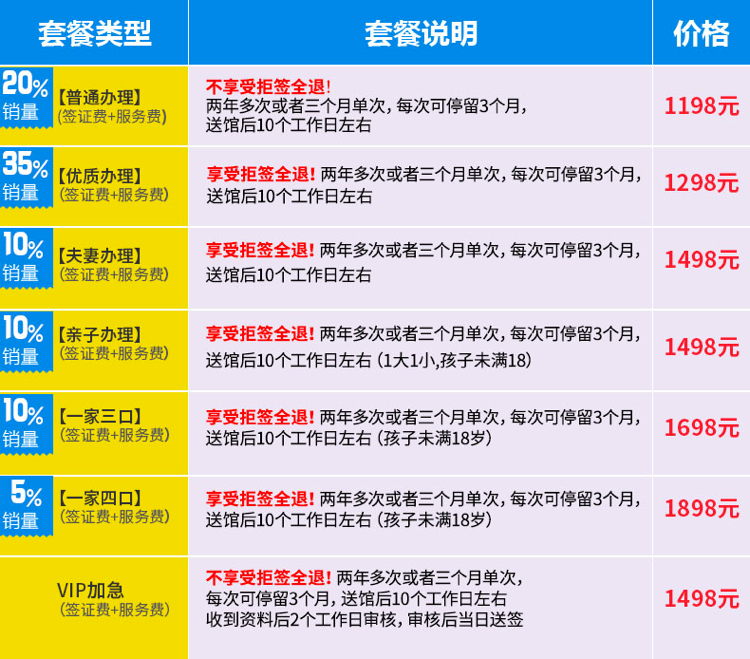 套餐类型 套餐说明 价格
20%
销量
【普通办理】
(签证费+服务费)
不享受拒签全退!
两年多次或者三个月单次，每次可停留3个月，
送馆后10个工作日左右
1198元
35%
销量
【优质办理】
(签证费+服务费)
享受拒签全退! 两年多次或者三个月单次，每次可停留3个月，
送馆后10个工作日左右
1298元
10%
销量
【夫妻办理】
(签证费+服务费)
享受拒签全退! 两年多次或者三个月单次，每次可停留3个月，
送馆后10个工作日左右
1498元
10%
销量
【亲子办理】
(签证费+服务费)
享受拒签全退! 两年多次或者三个月单次，每次可停留3个月，
送馆后10个工作日左右（1大1小,孩子未满18）
1498元
10%
销量
【一家三口】
(签证费+服务费)
享受拒签全退! 两年多次或者三个月单次，每次可停留3个月，
送馆后10个工作日左右（孩子未满18岁）
1698元
5%
销量
【一家四口】
(签证费+服务费)
享受拒签全退! 两年多次或者三个月单次，每次可停留3个月，
送馆后10个工作日左右（孩子未满18岁）
1898元
VIP加急
(签证费+服务费)
不享受拒签全退! 两年多次或者三个月单次，
每次可停留3个月，送馆后10个工作日左右
收到资料后2个工作日审核，审核后当日送签
1498元